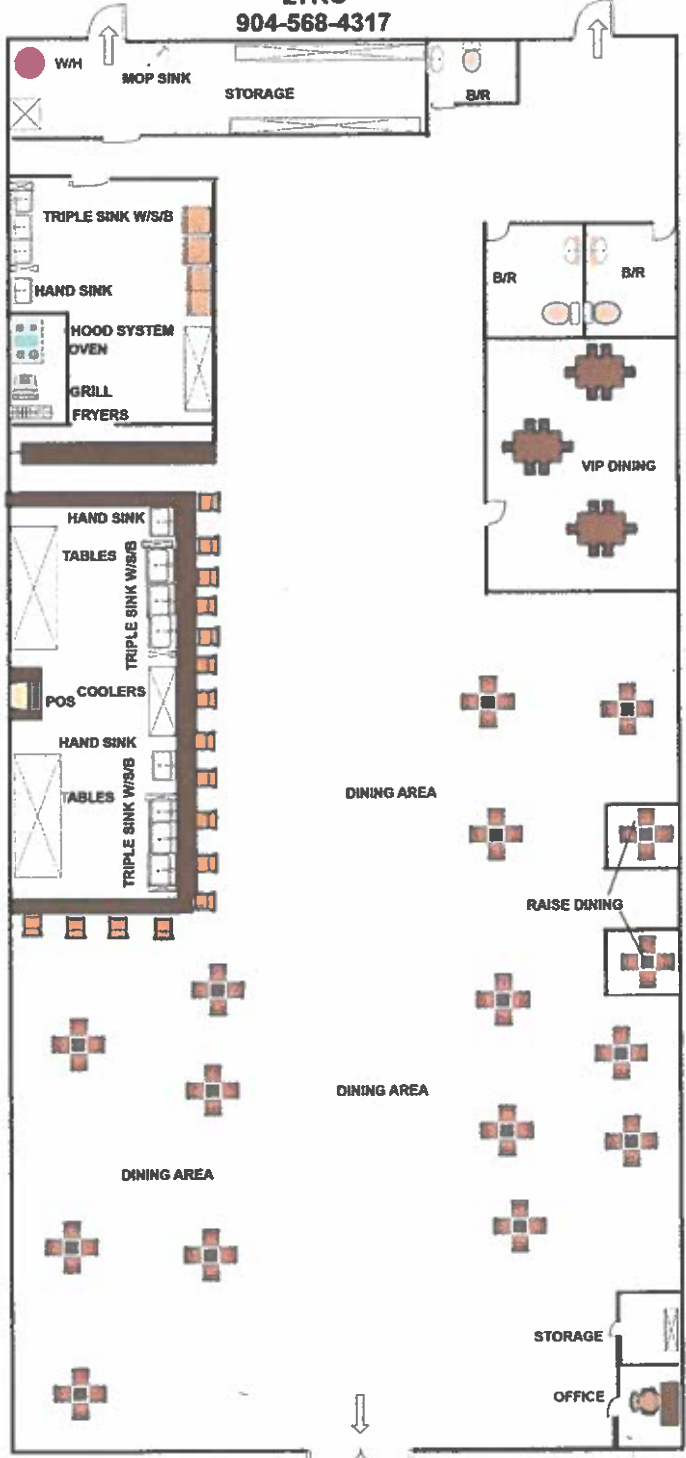 904-568-4317
W/H
MOP SINK
STORAGE
B/R
TRIPLE SINK W/S/B
HAND SINK
HOOD SYSTEM
OVEN
GRILL
FRYERS
B/R
B/R
VIP DINING
HAND SINK
TABLES
TRIPLE SINK W/S/B
POS
COOLERS
HAND SINK
TABLES
TRIPLE SINK W/S/B
DINING AREA
RAISE DINING
DINING AREA
DINING AREA
STORAGE
OFFICE